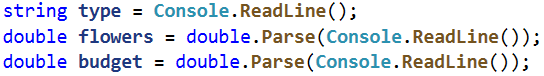 string type = Console.ReadLine();
double flowers = double.Parse(Console.ReadLine());
double budget = double.Parse(Console.ReadLine());